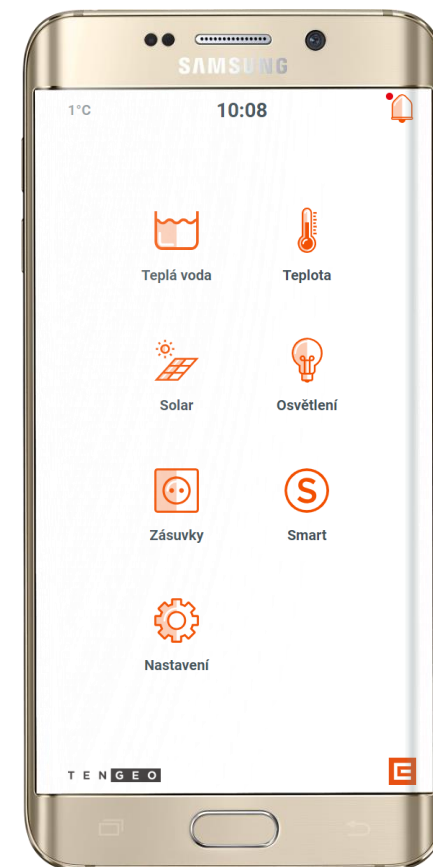 SAMSUNG
1°C 10:08
Teplá voda Teplota
Solar Osvětlení
S
Zásuvky Smart
Nastavení
TENGEO